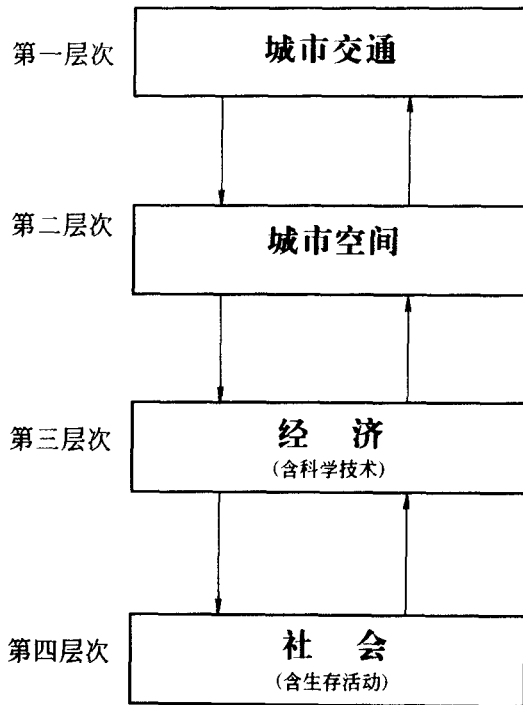 第一层次
城市交通
第二层次
城市空间
第三层次
经 济
(含科学技术)
第四层次
社 会
(含生存活动)